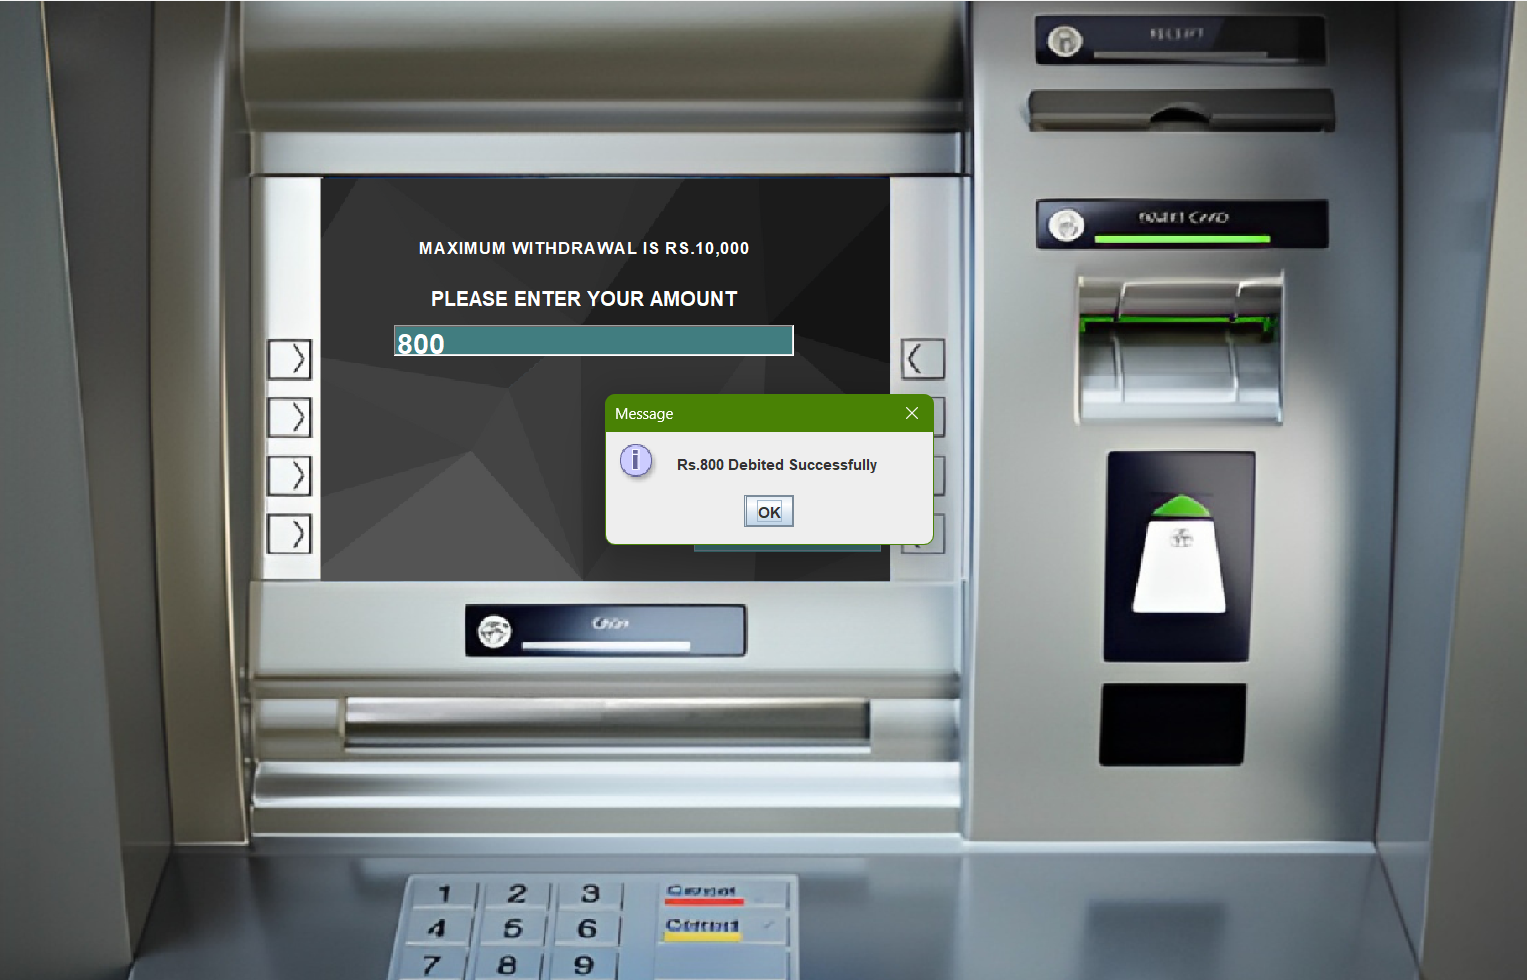 MAXIMUM WITHDRAWAL IS RS.10,000
PLEASE ENTER YOUR AMOUNT
800
Message
Rs.800 Debited Successfully
OK
1 2 3
4 5 6
7 8 9